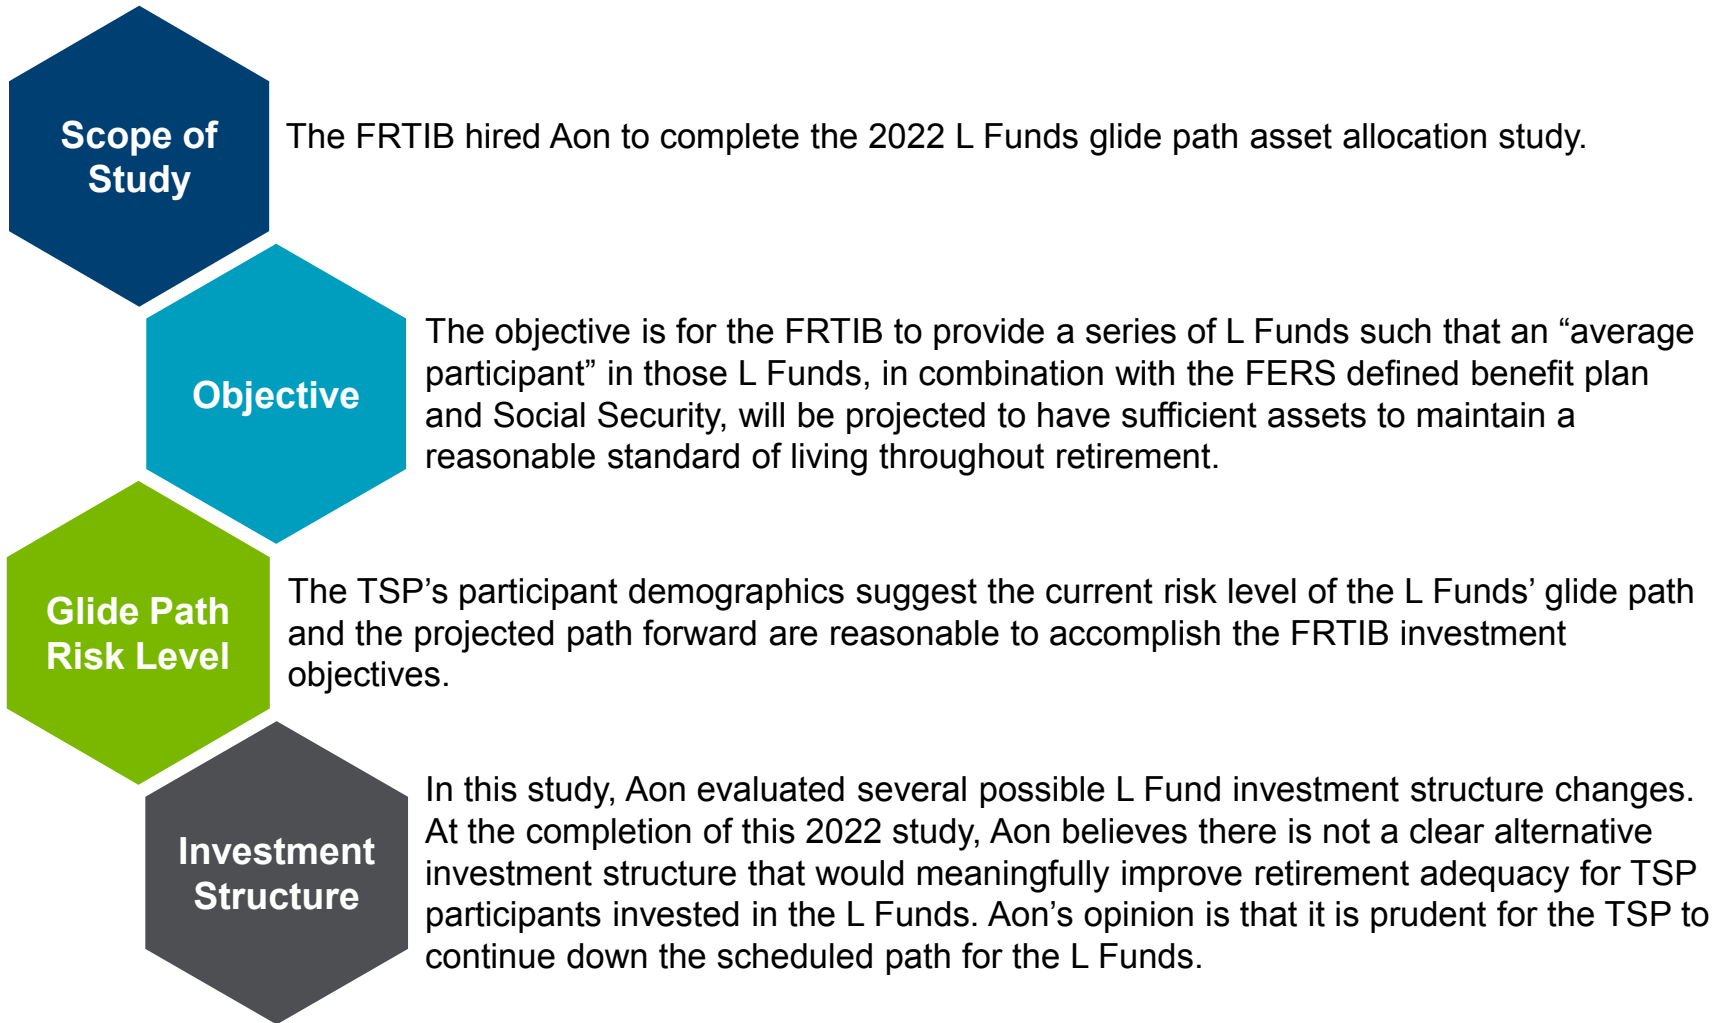 Scope of
Study
The FRTIB hired Aon to complete the 2022 L Funds glide path asset allocation study.
Objective
The objective is for the FRTIB to provide a series of L Funds such that an “average
participant” in those L Funds, in combination with the FERS defined benefit plan
and Social Security, will be projected to have sufficient assets to maintain a
reasonable standard of living throughout retirement.
Glide Path
Risk Level
The TSP’s participant demographics suggest the current risk level of the L Funds’ glide path
and the projected path forward are reasonable to accomplish the FRTIB investment
objectives.
Investment
Structure
In this study, Aon evaluated several possible L Fund investment structure changes.
At the completion of this 2022 study, Aon believes there is not a clear alternative
investment structure that would meaningfully improve retirement adequacy for TSP
participants invested in the L Funds. Aon’s opinion is that it is prudent for the TSP to
continue down the scheduled path for the L Funds.